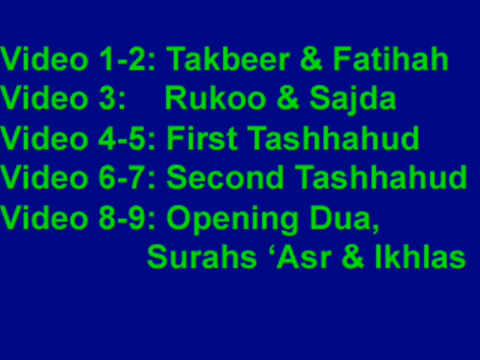 Video 1-2: Takbeer & Fatihah
Video 3: Rukoo & Sajda
Video 4-5: First Tashhahud
Video 6-7: Second Tashhahud
Video 8-9: Opening Dua,
Surahs ‘Asr & Ikhlas